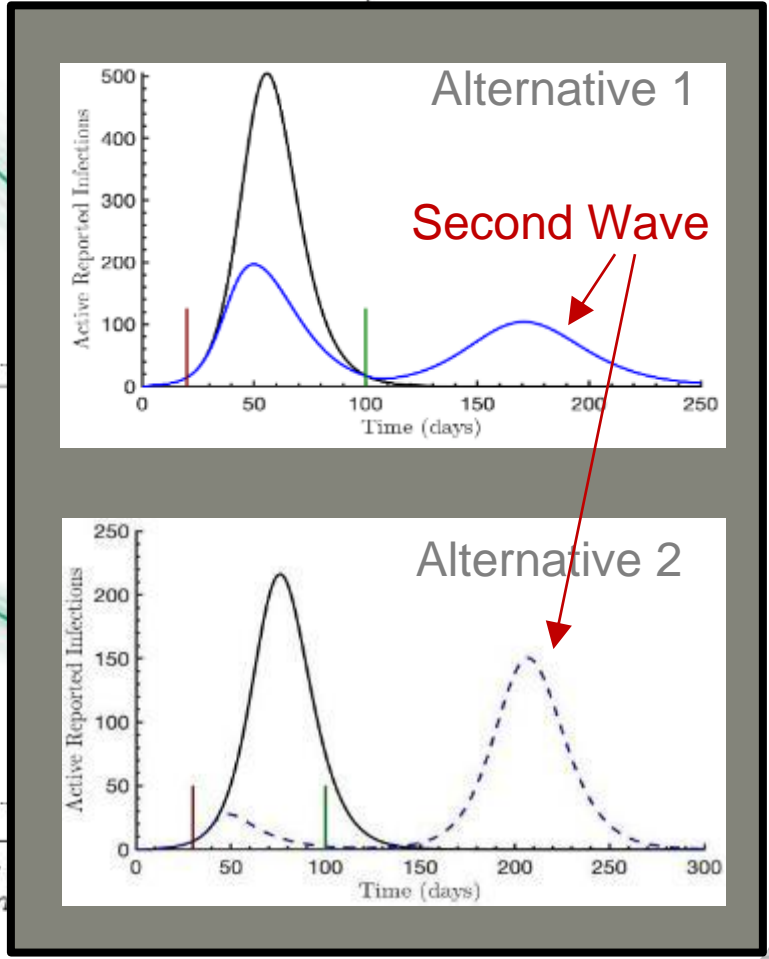 Alternative 1
Second Wave
500
400
300
200
100
0
Active Reported Infections
0 50 100 150 200 250
Time (days)
Alternative 2
250
200
150
100
50
0
Active Reported Infections
0 50 100 150 200 250 300
Time (days)